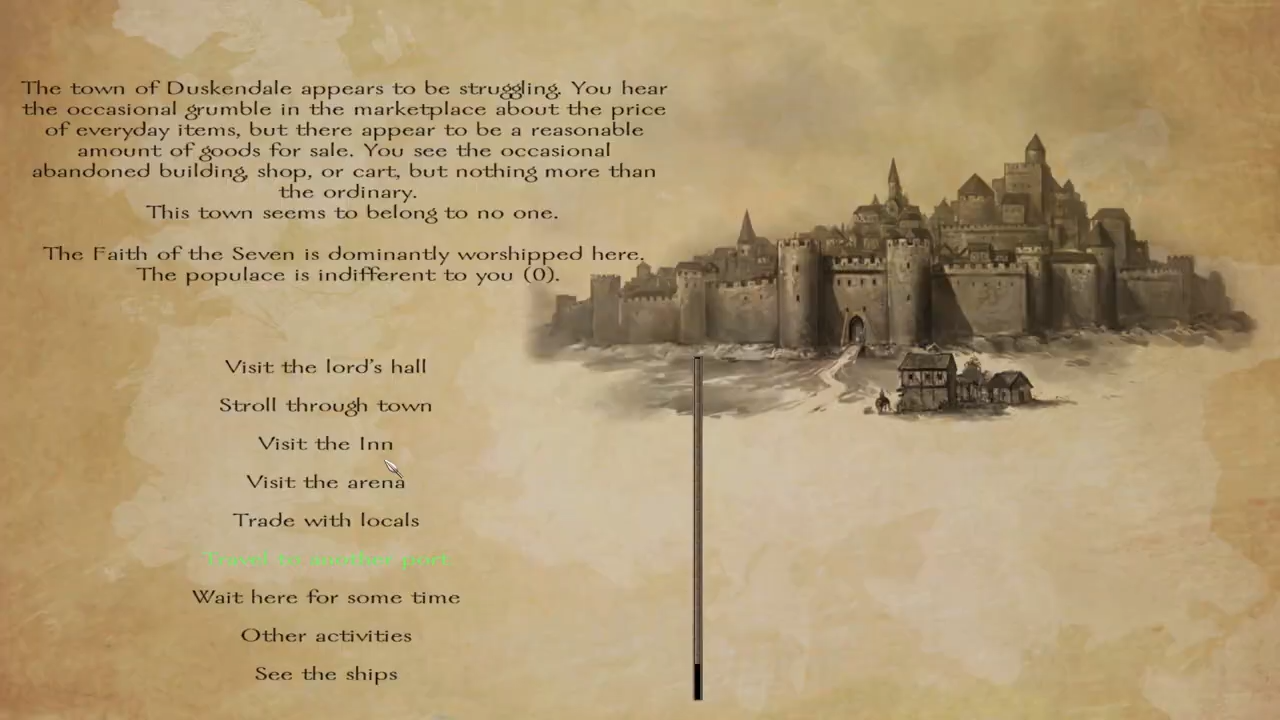 The town of Duskendale appears to be struggling. You hear
the occasional grumble in the marketplace about the price
of everyday items, but there appear to be a reasonable
amount of goods for sale. You see the occasional
abandoned building, shop, or cart, but nothing more than
the ordinary.
This town seems to belong to no one.
The Faith of the Seven is dominantly worshipped here.
The populace is indifferent to you (0).
Visit the lord's hall
Stroll through town
Visit the Inn
Visit the arena
Trade with locals
Travel to another port
Wait here for some time
Other activities
See the ships